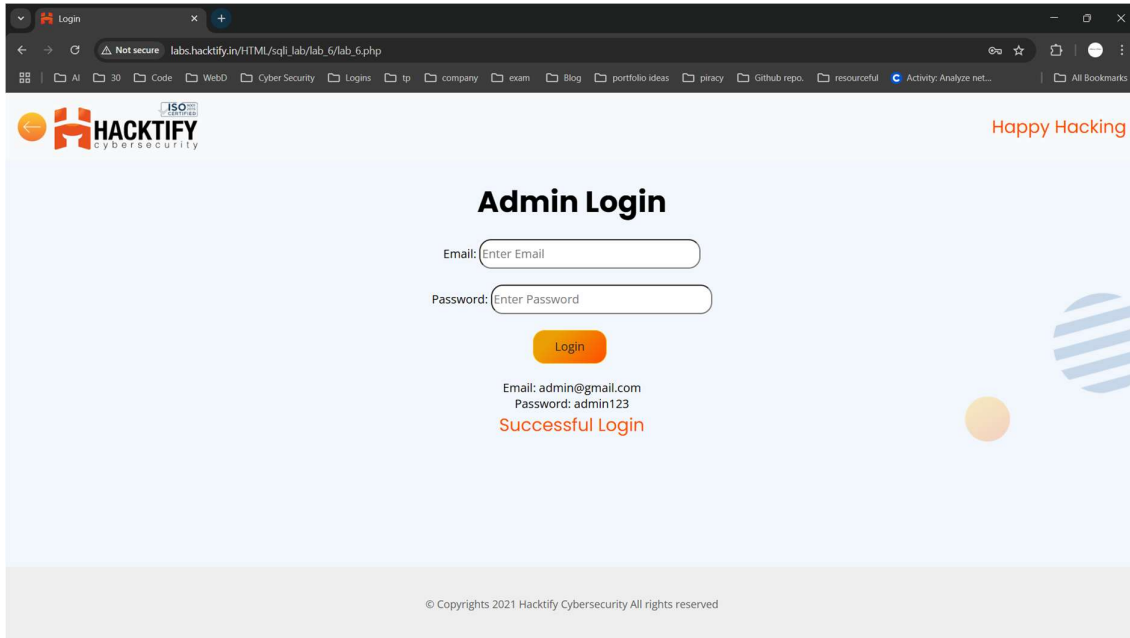 Login
Not secure labs.hacktify.in/HTML/sqli_lab/lab_6/lab_6.php
AI 30 Code WebD Cyber Security Logins tp company exam Blog portfolio ideas piracy Github repo. resourceful C Activity: Analyze net... All Bookmarks
ISO
CERTIFIED
HACKTIFY
cybersecurity
Happy Hacking
Admin Login
Email: Enter Email
Password: Enter Password
Login
Email: admin@gmail.com
Password: admin123
Successful Login
© Copyrights 2021 Hacktify Cybersecurity All rights reserved